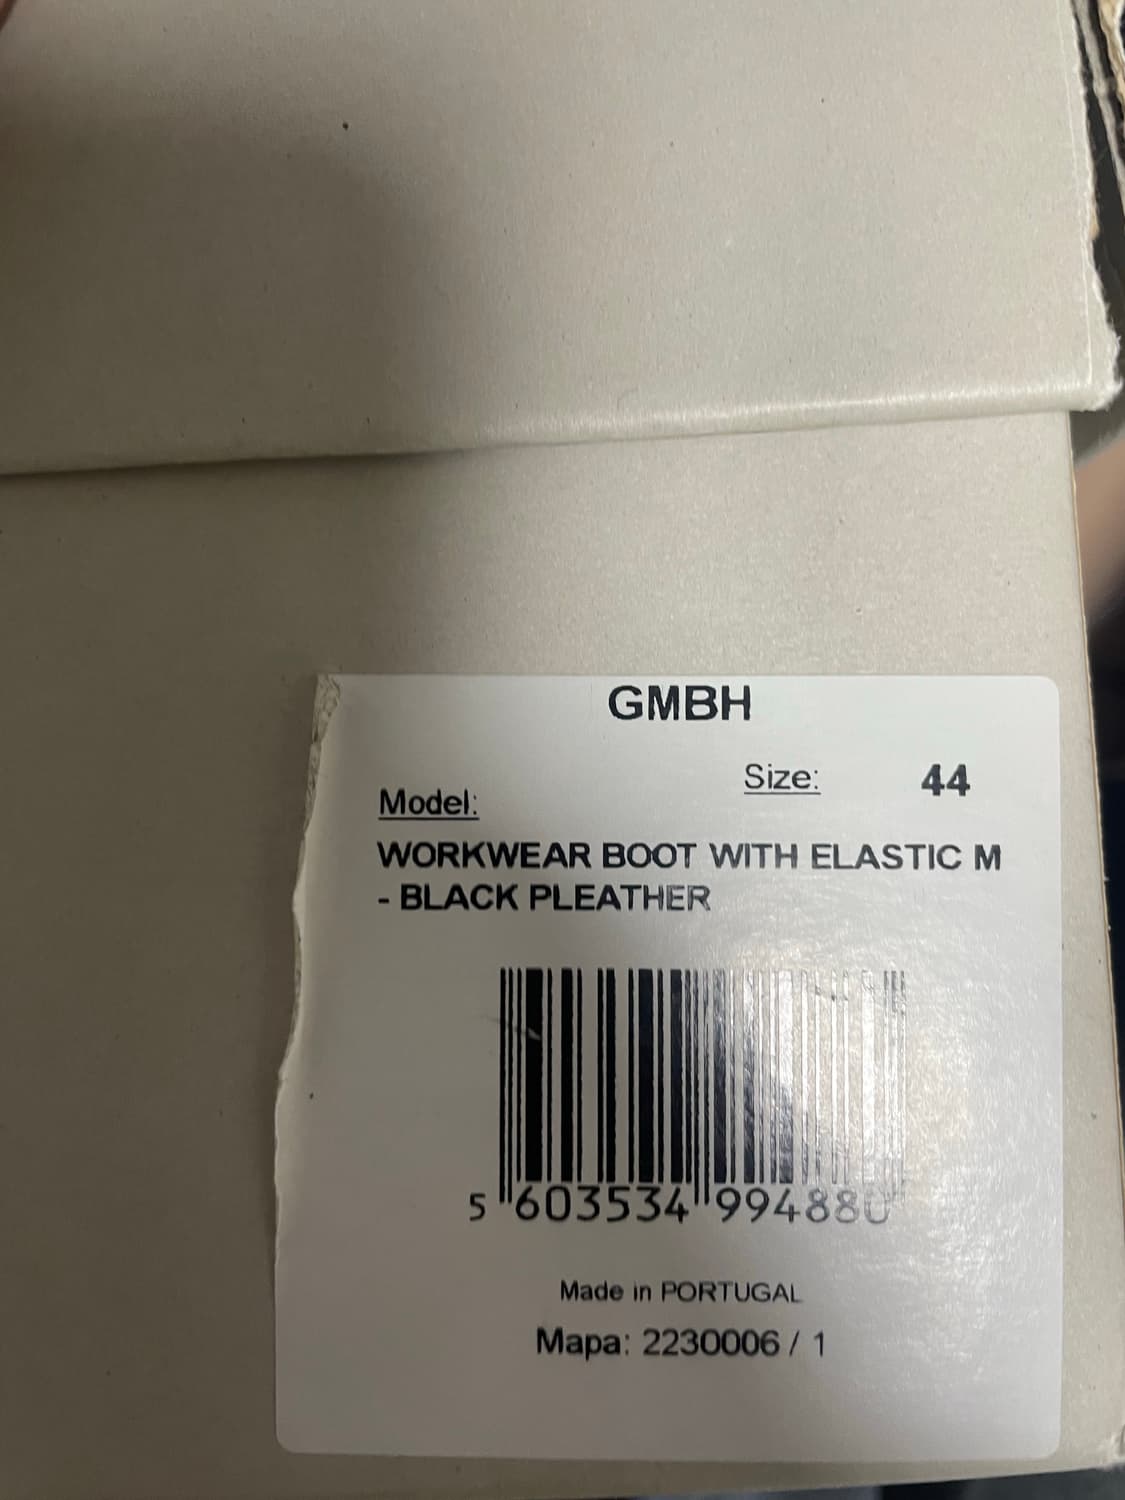 GMBH
Size: 44
Model:
WORKWEAR BOOT WITH ELASTIC M
- BLACK PLEATHER
5 603534 994880
Made in PORTUGAL
Mapa: 2230006 / 1